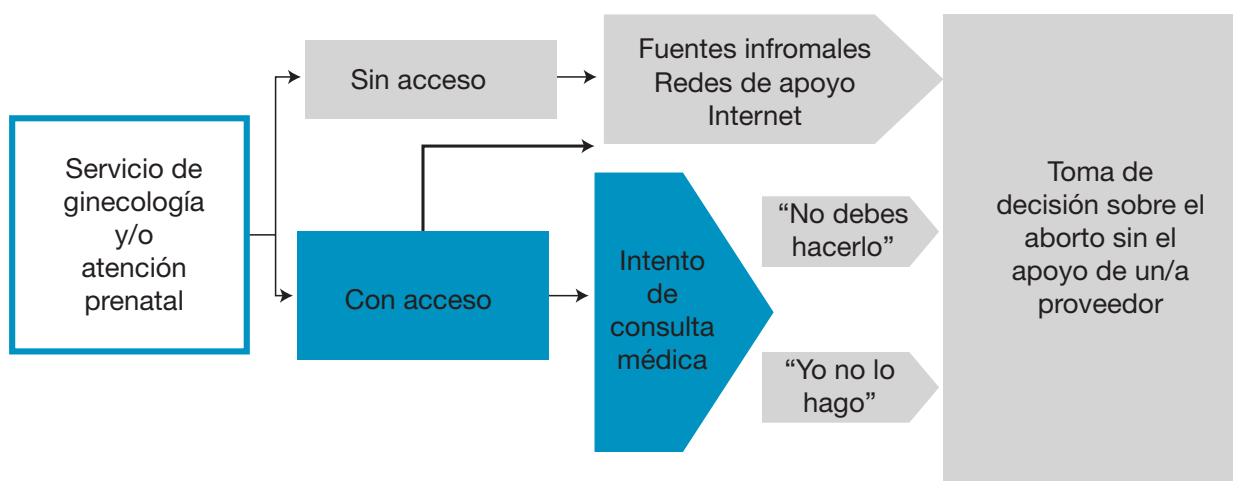 Servicio de
ginecología
y/o
atención
prenatal
Sin acceso
Con acceso
Fuentes infromales
Redes de apoyo
Internet
Intento
de
consulta
médica
“No debes
hacerlo”
“Yo no lo
hago”
Toma de
decisión sobre el
aborto sin el
apoyo de un/a
proveedor